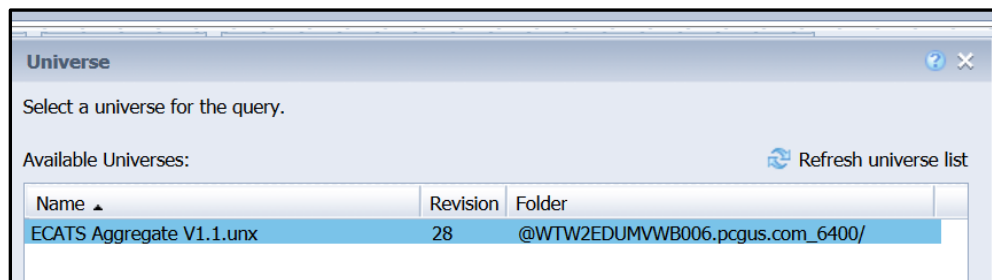 Universe
Select a universe for the query.
Available Universes: Refresh universe list
Name Revision Folder
ECATS Aggregate V1.1.unx 28 @WTW2EDUMVWB006.pcgus.com_6400/